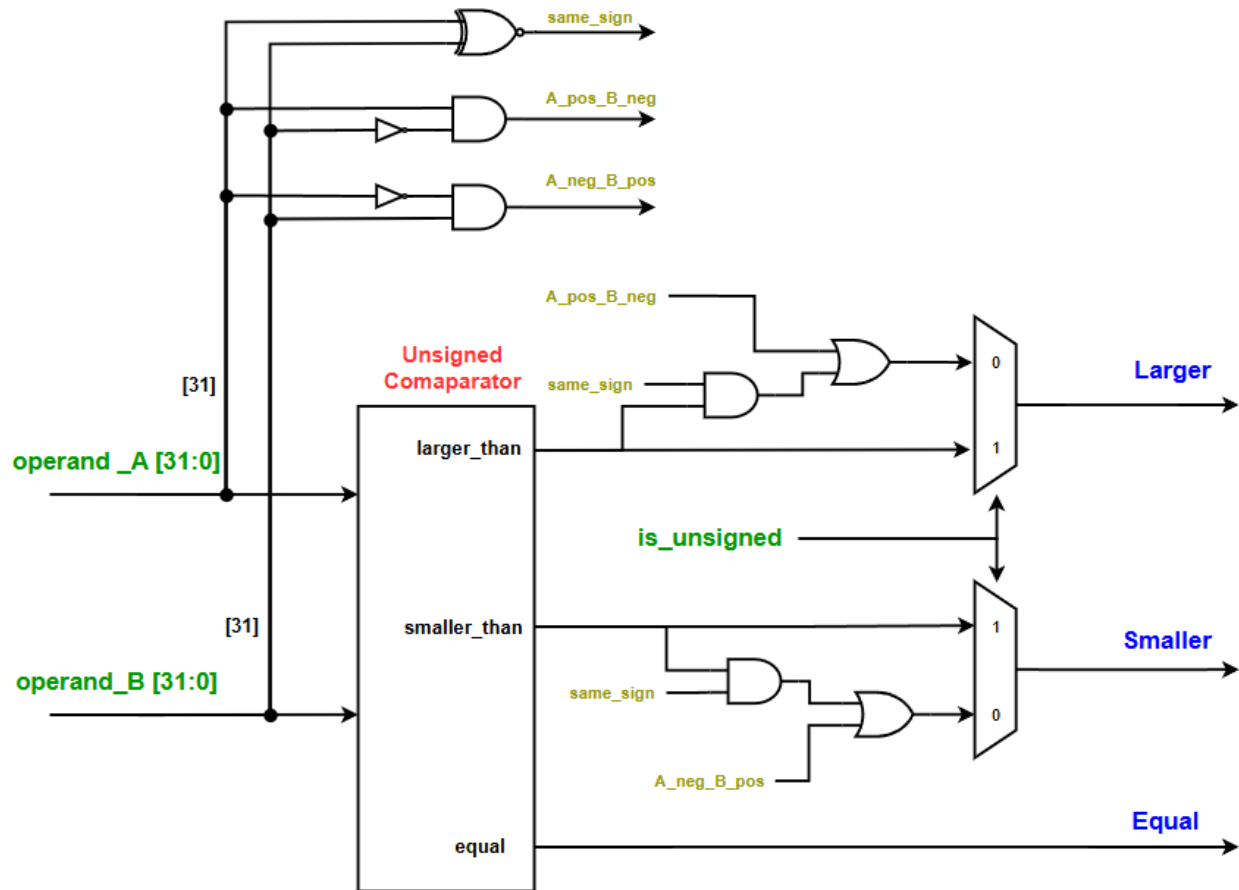 same_sign
A_pos_B_neg
A_neg_B_pos
A_pos_B_neg
Unsigned
Comaparator
[31]
same_sign
0
Larger
larger_than
1
operand _A [31:0]
is_unsigned
[31]
smaller_than
1
Smaller
operand_B [31:0]
same_sign
0
A_neg_B_pos
Equal
equal